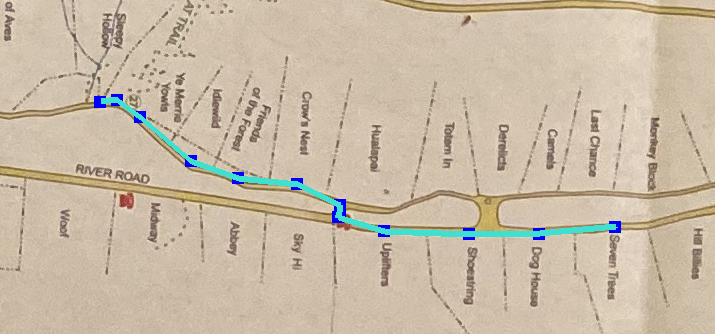 of Aves
Sleepy
Hollow
AY TRAIL
27
Ye Merrie
Yowls
Idlewild
Friends
of the Forest
Crow's Nest
Hualapai
Totem In
Derelicts
Camels
Last Chance
Monkey Block
RIVER ROAD
Woof
Midway
Abbey
Sky Hi
Uplifters
Shoestring
Dog House
Seven Trees
Hill Billies